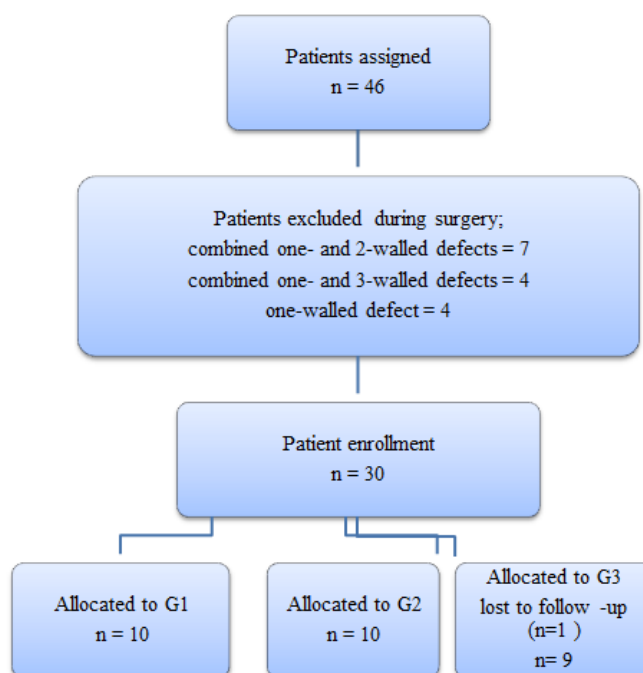 Patients assigned
n = 46
Patients excluded during surgery;
combined one- and 2-walled defects = 7
combined one- and 3-walled defects = 4
one-walled defect = 4
Patient enrollment
n = 30
Allocated to G1
n = 10
Allocated to G2
n = 10
Allocated to G3
lost to follow -up
(n=1 )
n= 9